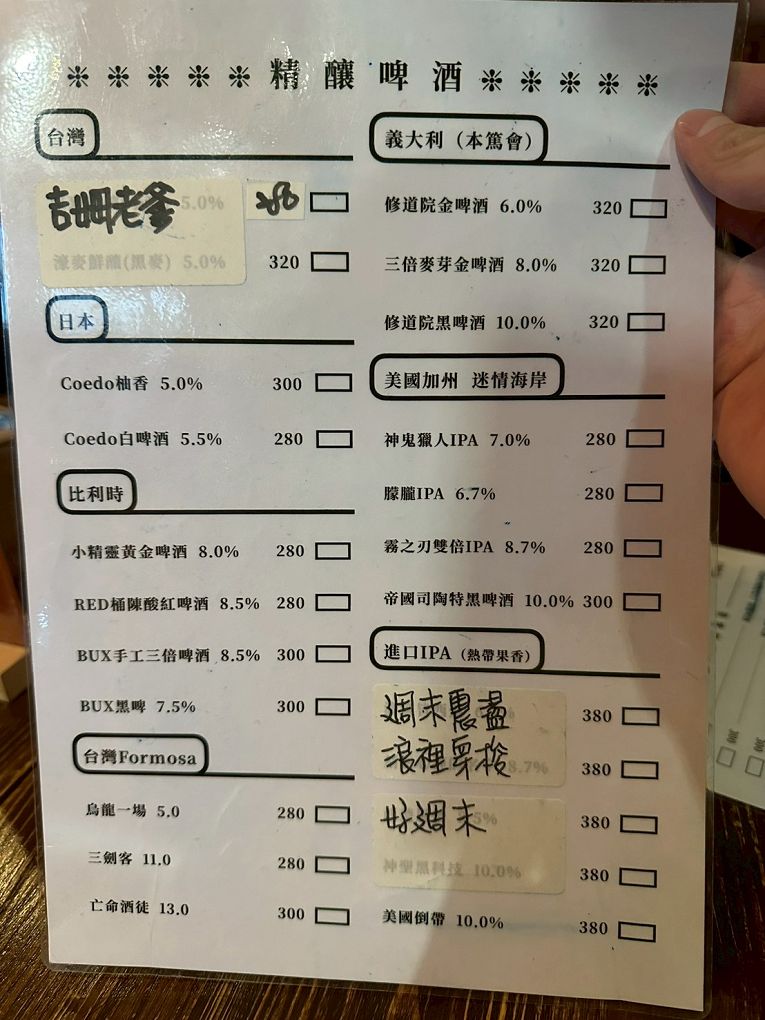 ❉ ❉ ❉ ❉ ❉ 精釀啤酒 ❉ ❉ ❉ ❉ ❉
台灣
吉姆老爹 5.0% 280
濠麥鮮釀(黑麥) 5.0% 320
日本
Coedo柚香 5.0% 300
Coedo白啤酒 5.5% 280
比利時
小精靈黃金啤酒 8.0% 280
RED桶陳酸紅啤酒 8.5% 280
BUX手工三倍啤酒 8.5% 300
BUX黑啤 7.5% 300
台灣Formosa
烏龍一場 5.0 280
三劍客 11.0 280
亡命酒徒 13.0 300
義大利（本篤會）
修道院金啤酒 6.0% 320
三倍麥芽金啤酒 8.0% 320
修道院黑啤酒 10.0% 320
美國加州 迷情海岸
神鬼獵人IPA 7.0% 280
朦朧IPA 6.7% 280
霧之刃雙倍IPA 8.7% 280
帝國司陶特黑啤酒 10.0% 300
進口IPA（熱帶果香）
週末震盪 380
浪裡穿梭 8.7% 380
好週末 5% 380
神聖黑科技 10.0% 380
美國倒帶 10.0% 380